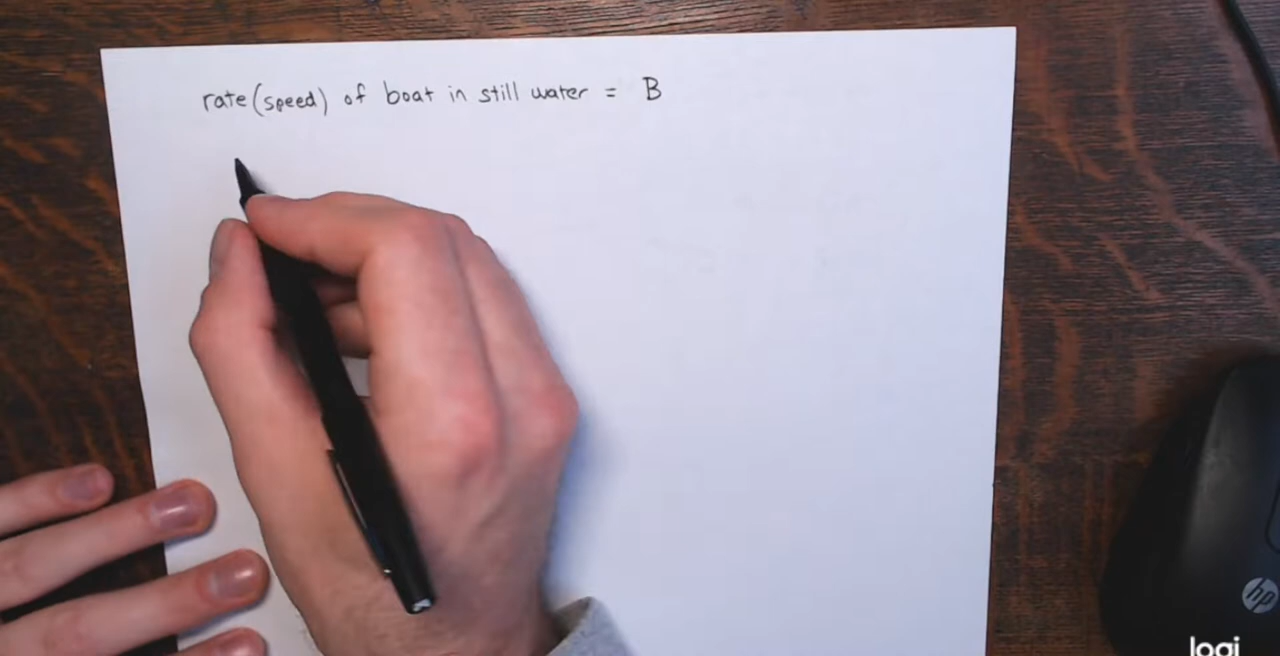 rate(speed) of boat in still water = B
hp
logi